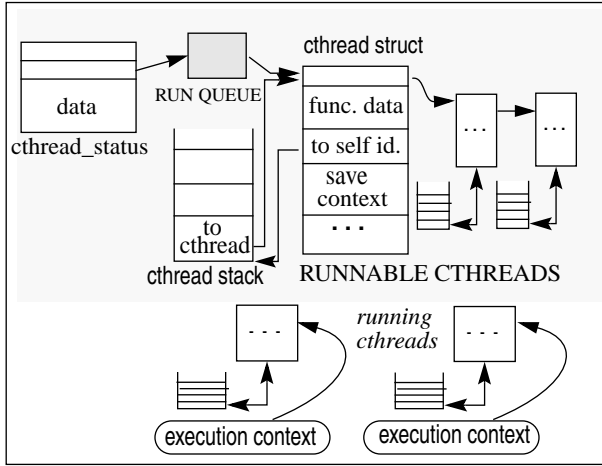 cthread struct
RUN QUEUE
data
func. data
. . .
. . .
cthread_status
to self id.
save
context
to
cthread
. . .
cthread stack
RUNNABLE CTHREADS
- - -
running
cthreads
- - -
execution context
execution context